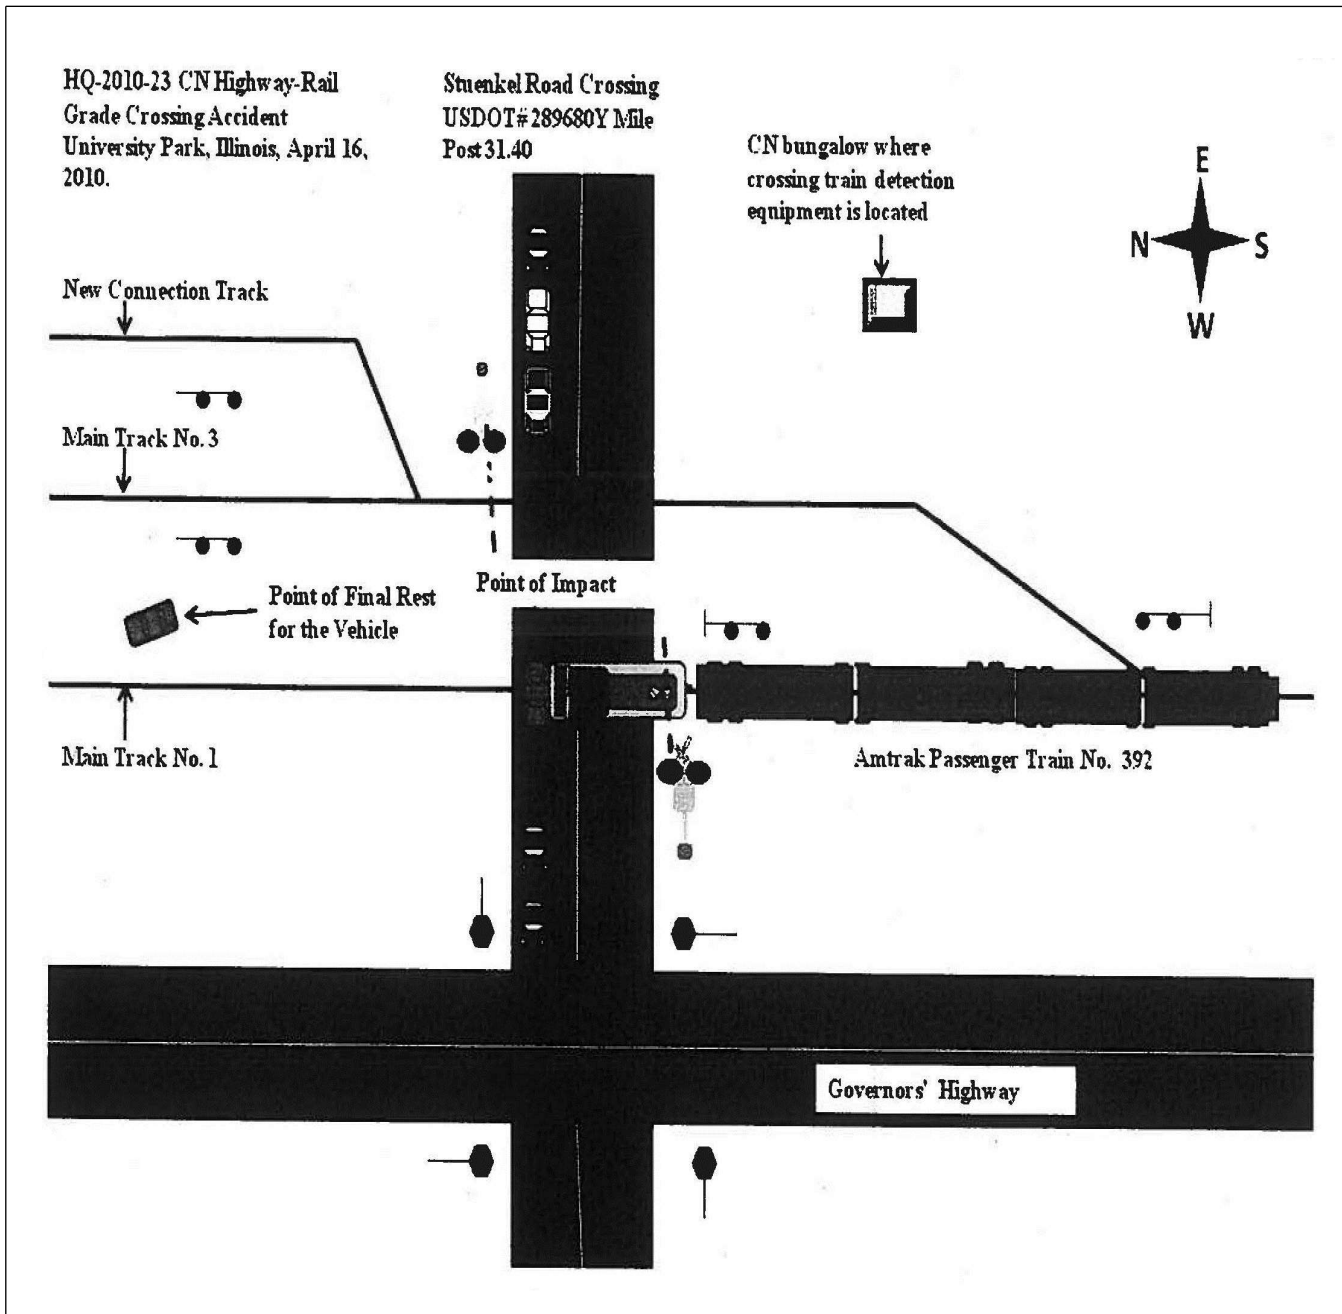 HQ-2010-23 CN Highway-Rail
Grade Crossing Accident
University Park, Illinois, April 16,
2010.
Stuenkel Road Crossing
USDOT# 289680Y Mile
Post 31.40
CN bungalow where
crossing train detection
equipment is located
E
N
S
W
New Connection Track
Main Track No. 3
Point of Impact
Point of Final Rest
for the Vehicle
Main Track No. 1
Amtrak Passenger Train No. 392
Governors' Highway